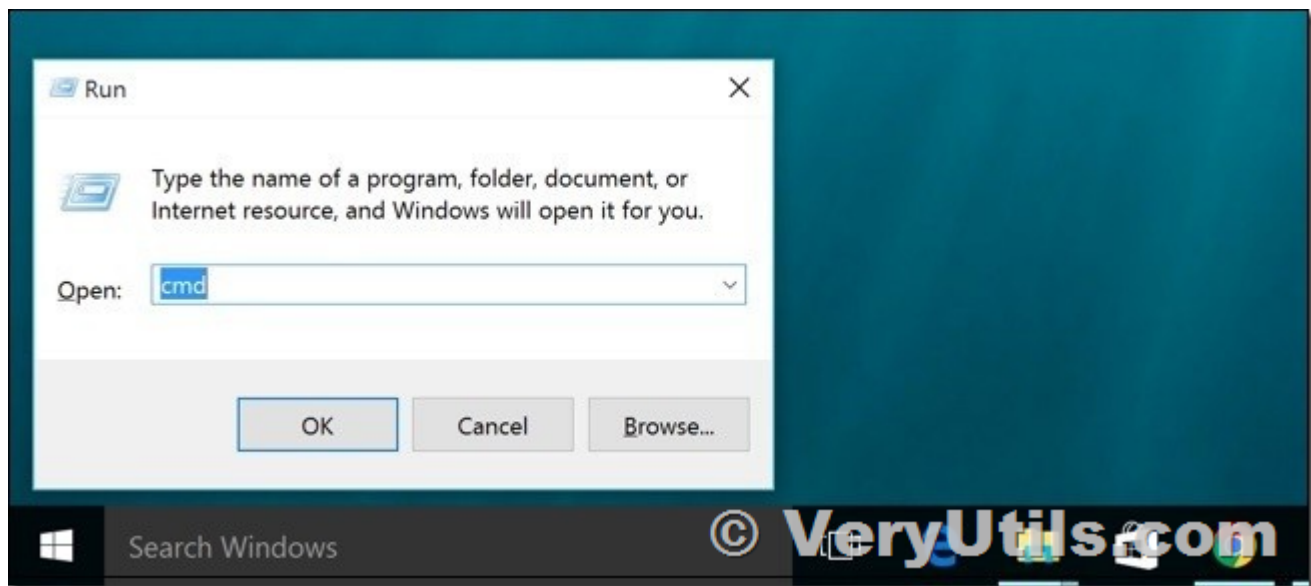 Run
Type the name of a program, folder, document, or
Internet resource, and Windows will open it for you.
Open: cmd
OK Cancel Browse...
Search Windows
© VeryUtils.com